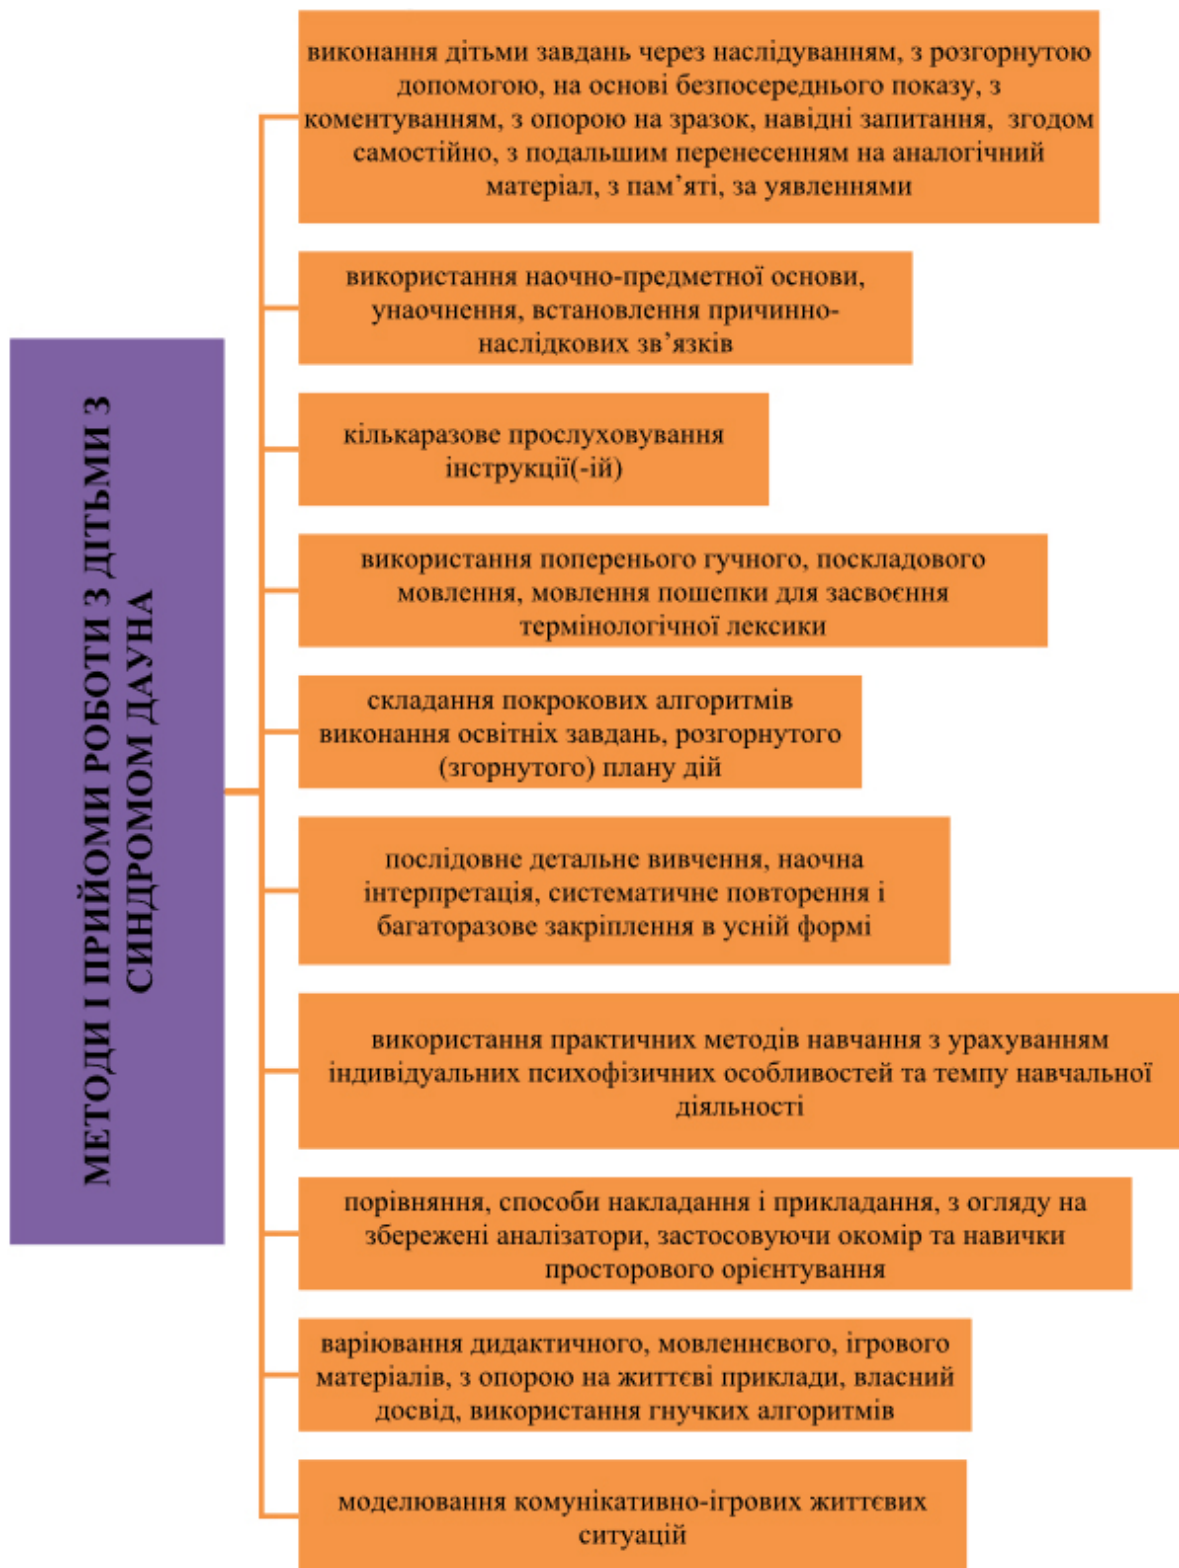 МЕТОДИ І ПРИЙОМИ РОБОТИ З ДІТЬМИ З
СИНДРОМОМ ДАУНА
виконання дітьми завдань через наслідуванням, з розгорнутою
допомогою, на основі безпосереднього показу, з
коментуванням, з опорою на зразок, навідні запитання, згодом
самостійно, з подальшим перенесенням на аналогічний
матеріал, з пам’яті, за уявленнями
використання наочно-предметної основи,
унаочнення, встановлення причинно-
наслідкових зв’язків
кількаразове прослуховування
інструкції(-ій)
використання поперенього гучного, поскладового
мовлення, мовлення пошепки для засвоєння
термінологічної лексики
складання покрокових алгоритмів
виконання освітніх завдань, розгорнутого
(згорнутого) плану дій
послідовне детальне вивчення, наочна
інтерпретація, систематичне повторення і
багаторазове закріплення в усній формі
використання практичних методів навчання з урахуванням
індивідуальних психофізичних особливостей та темпу навчальної
діяльності
порівняння, способи накладання і прикладання, з огляду на
збережені аналізатори, застосовуючи окомір та навички
просторового орієнтування
варіювання дидактичного, мовленнєвого, ігрового
матеріалів, з опорою на життєві приклади, власний
досвід, використання гнучких алгоритмів
моделювання комунікативно-ігрових життєвих
ситуацій